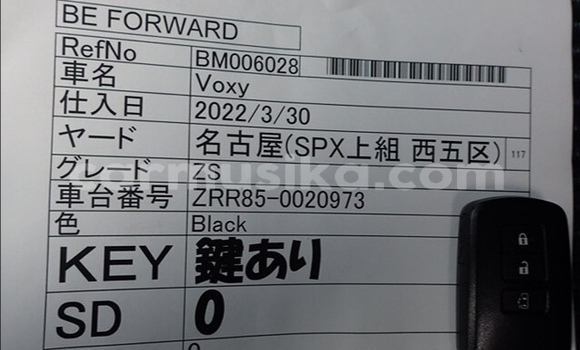 BE FORWARD
RefNo BM006028
車名 Voxy
仕入日 2022/3/30
ヤード 名古屋(SPX上組 西五区) 117
グレード ZS
車台番号 ZRR85-0020973
色 Black
KEY 鍵あり
SD 0
carmusika.com